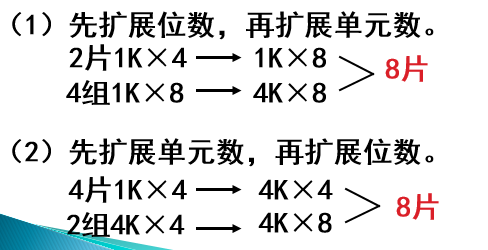 （1）先扩展位数，再扩展单元数。
2片1K×4 → 1K×8
4组1K×8 → 4K×8
8片
（2）先扩展单元数，再扩展位数。
4片1K×4 → 4K×4
2组4K×4 → 4K×8
8片